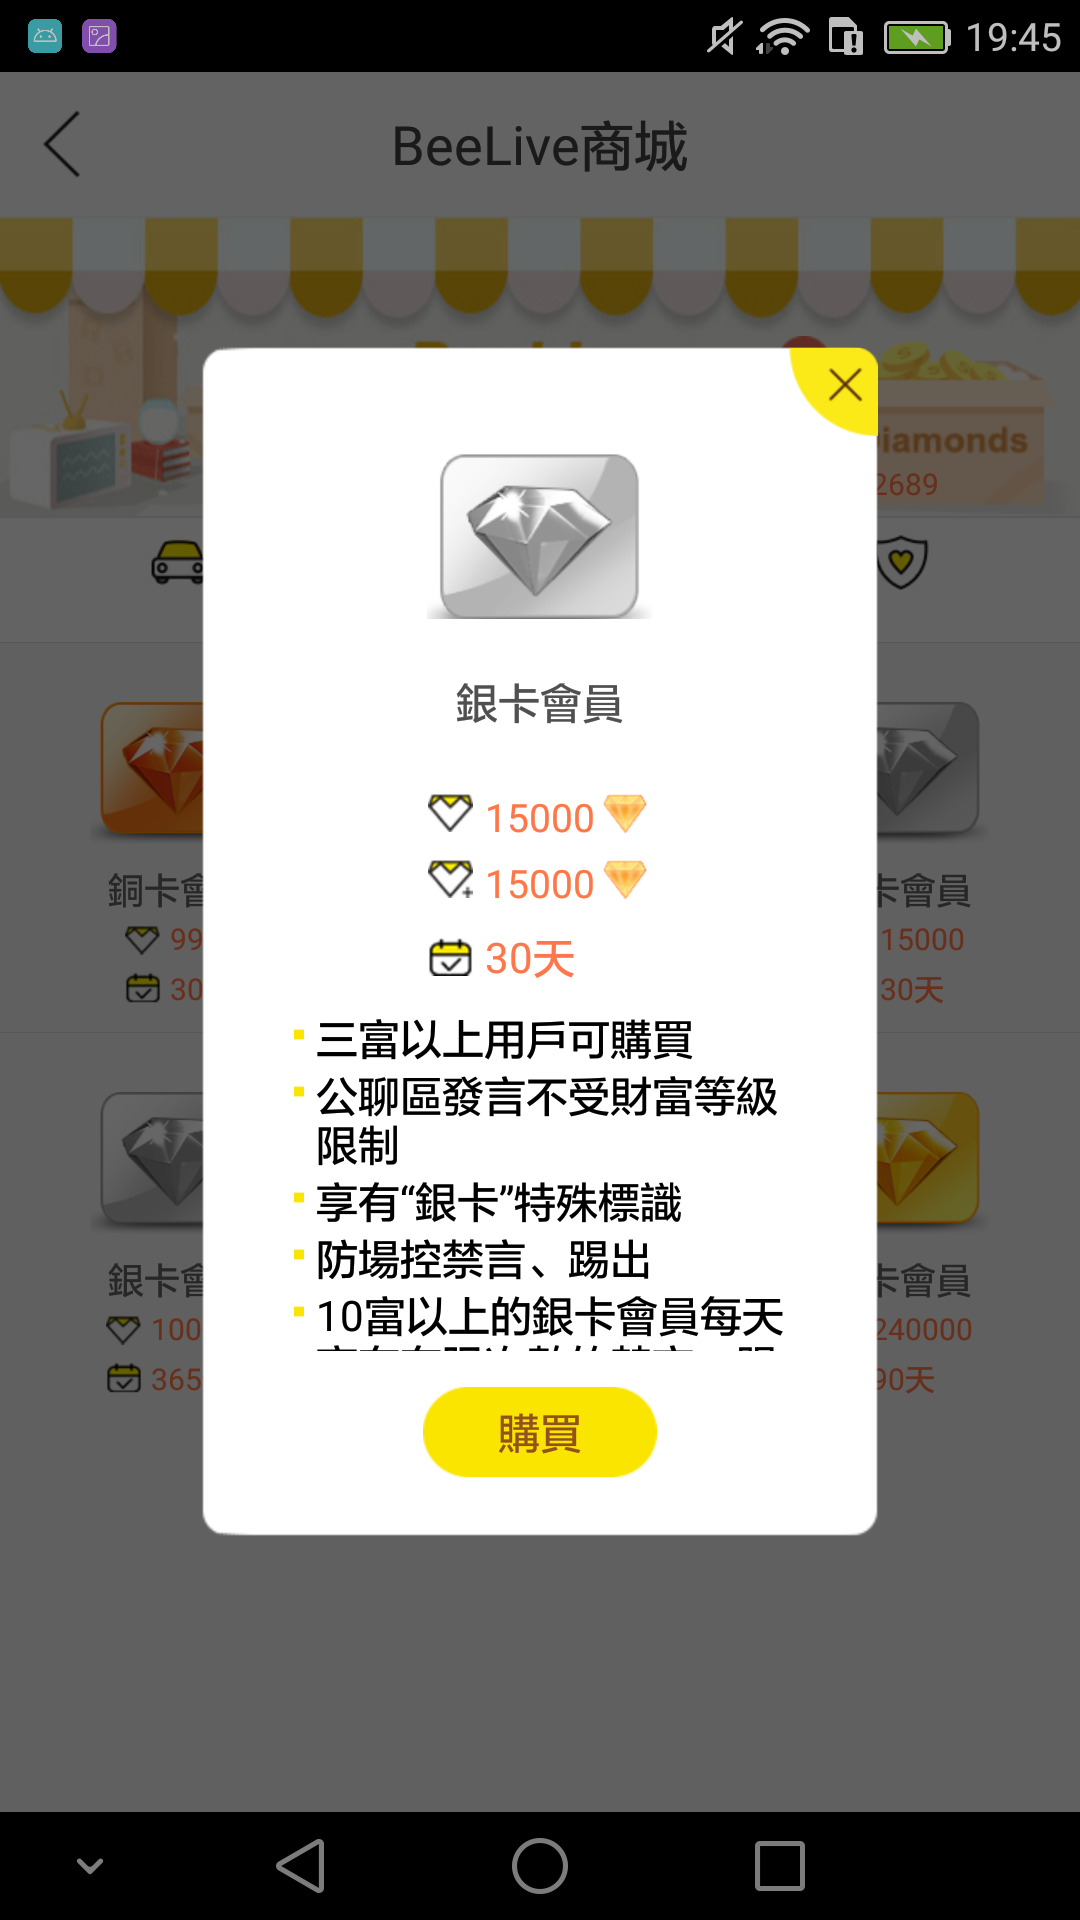 19:45
BeeLive商城
iamonds
2689
銀卡會員
15000
15000
30天
三富以上用戶可購買
公聊區發言不受財富等級
限制
享有“銀卡”特殊標識
防場控禁言、踢出
10富以上的銀卡會員每天
購買
銅卡會
99
30
卡會員
15000
30天
銀卡會
100
365
卡會員
240000
90天